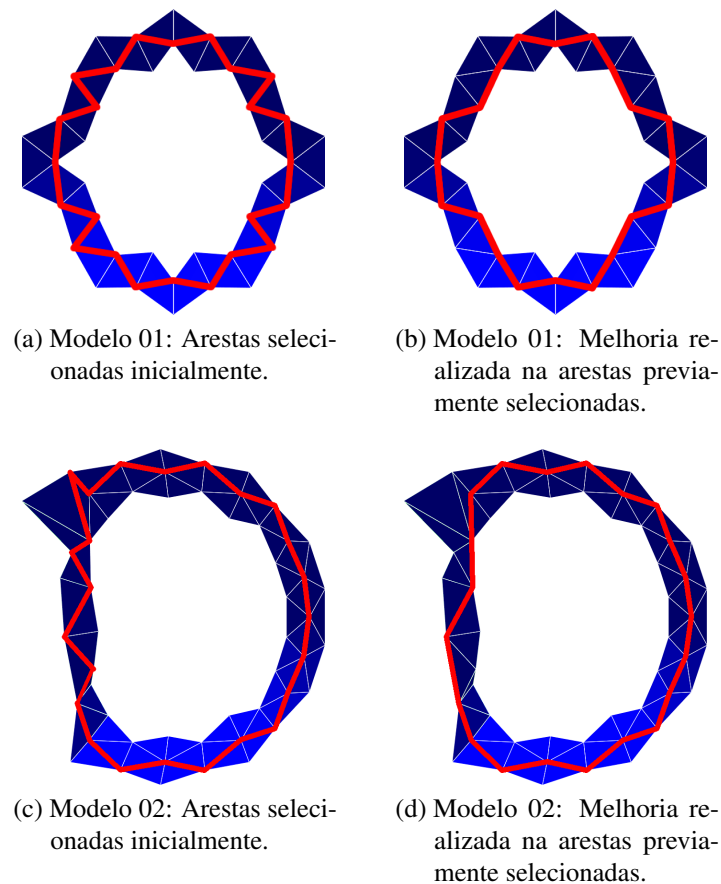 (a) Modelo 01: Arestas seleci-
onadas inicialmente.
(b) Modelo 01: Melhoria re-
alizada na arestas previa-
mente selecionadas.
(c) Modelo 02: Arestas seleci-
onadas inicialmente.
(d) Modelo 02: Melhoria re-
alizada na arestas previa-
mente selecionadas.